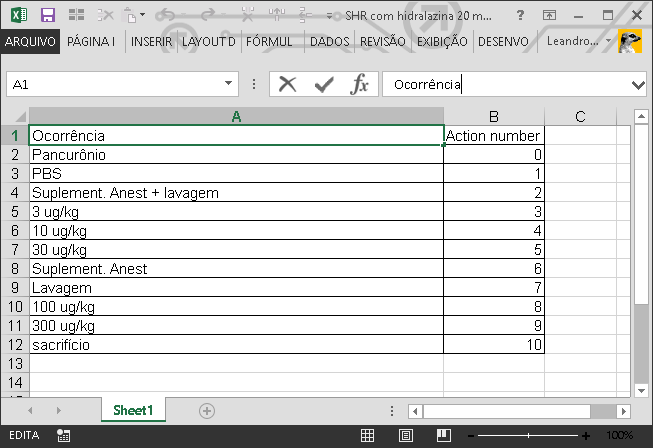 SHR com hidralazina 20 m...
ARQUIVO PÁGINA I INSERIR LAYOUT D FÓRMUL DADOS REVISÃO EXIBIÇÃO DESENVO Leandro...
A1 fx Ocorrência
A B C
1 Ocorrência Action number
2 Pancurônio 0
3 PBS 1
4 Suplement. Anest + lavagem 2
5 3 ug/kg 3
6 10 ug/kg 4
7 30 ug/kg 5
8 Suplement. Anest 6
9 Lavagem 7
10 100 ug/kg 8
11 300 ug/kg 9
12 sacrifício 10
13
14
Sheet1
EDITA 100%